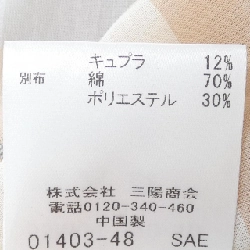 キュプラ 12%
別布 綿 70%
ポリエステル 30%
株式会社 三陽商会
電話0120-340-460
中国製
01403-48 SAE